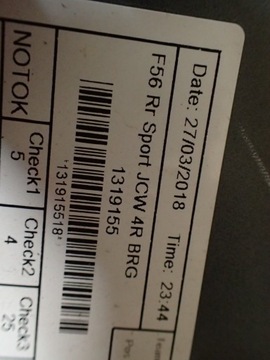 Date: 27/03/2018 Time: 23:44
F56 Rr Sport JCW 4R BRG
1319155
'131915518'
NOTOK Check1 Check2 Check3
5 4 25